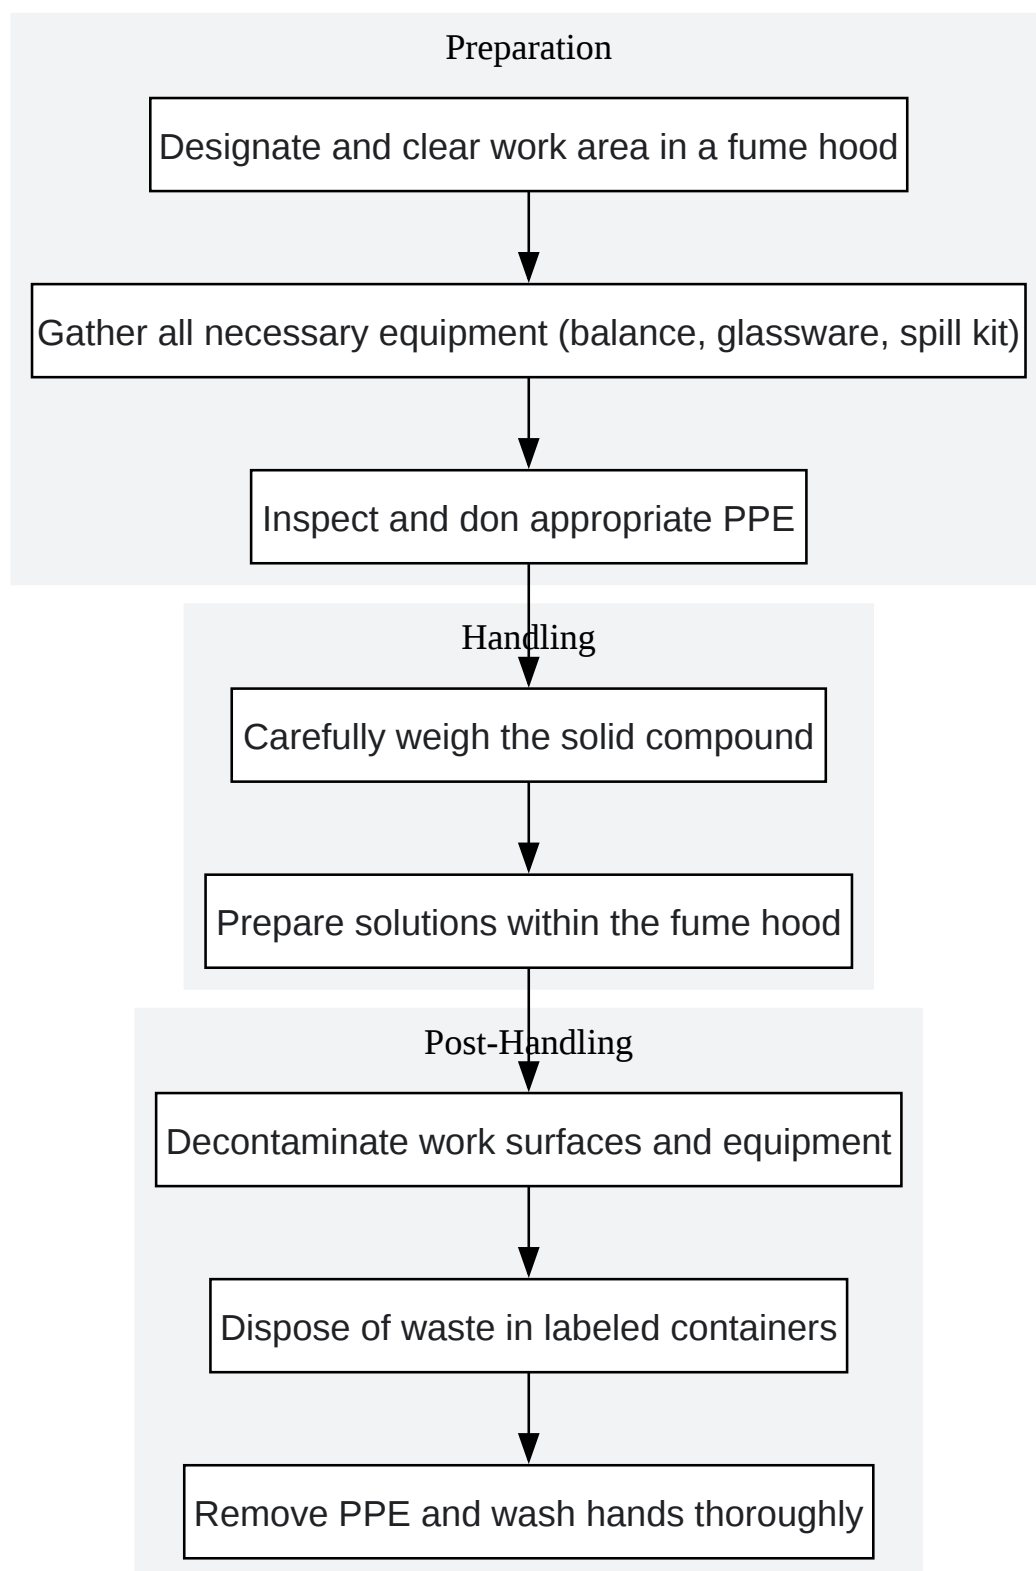 Preparation
Designate and clear work area in a fume hood
Gather all necessary equipment (balance, glassware, spill kit)
Inspect and don appropriate PPE
Handling
Carefully weigh the solid compound
Prepare solutions within the fume hood
Post-Handling
Decontaminate work surfaces and equipment
Dispose of waste in labeled containers
Remove PPE and wash hands thoroughly